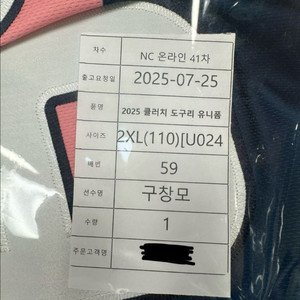 차수 NC 온라인 41차
출고요청일 2025-07-25
품명 2025 클러치 도구리 유니폼
사이즈 2XL(110)[U024
배번 59
선수명 구창모
수량 1
주문고객명